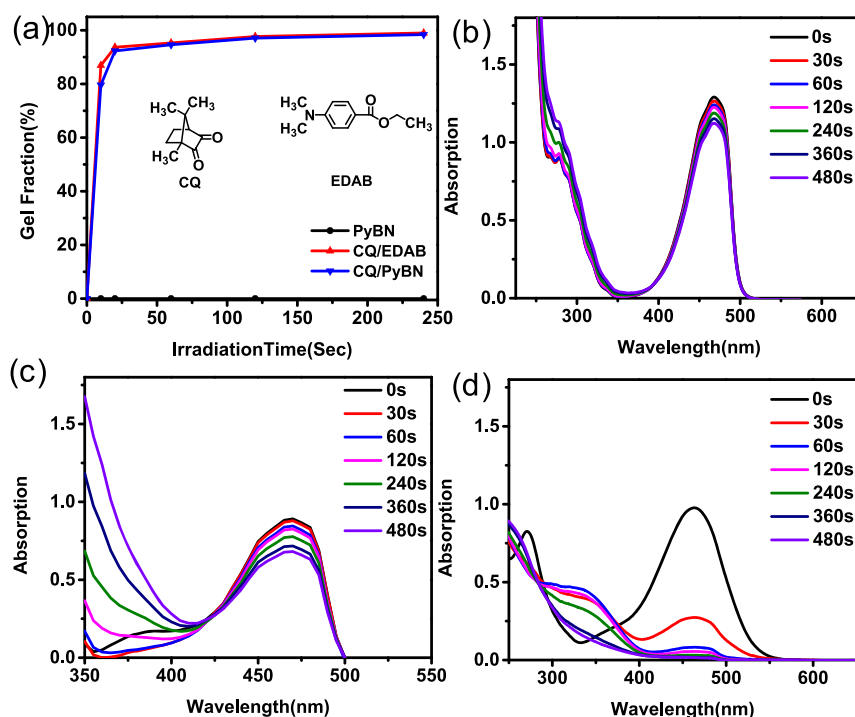 (a)
Gel Fraction(%)
100
80
60
40
20
0
H₃C CH₃
H₃C
CH₃
O
O
CQ
CH₃
N
H₃C
O
O
CH₃
EDAB
PyBN
CQ/EDAB
CQ/PyBN
0 50 100 150 200 250
IrradiationTime(Sec)
(b)
Absorption
1.5
1.0
0.5
0.0
0s
30s
60s
120s
240s
360s
480s
300 400 500 600
Wavelength(nm)
(c)
Absorption
1.5
1.0
0.5
0.0
0s
30s
60s
120s
240s
360s
480s
350 400 450 500 550
Wavelength(nm)
(d)
Absorption
1.5
1.0
0.5
0.0
0s
30s
60s
120s
240s
360s
480s
300 400 500 600
Wavelength(nm)